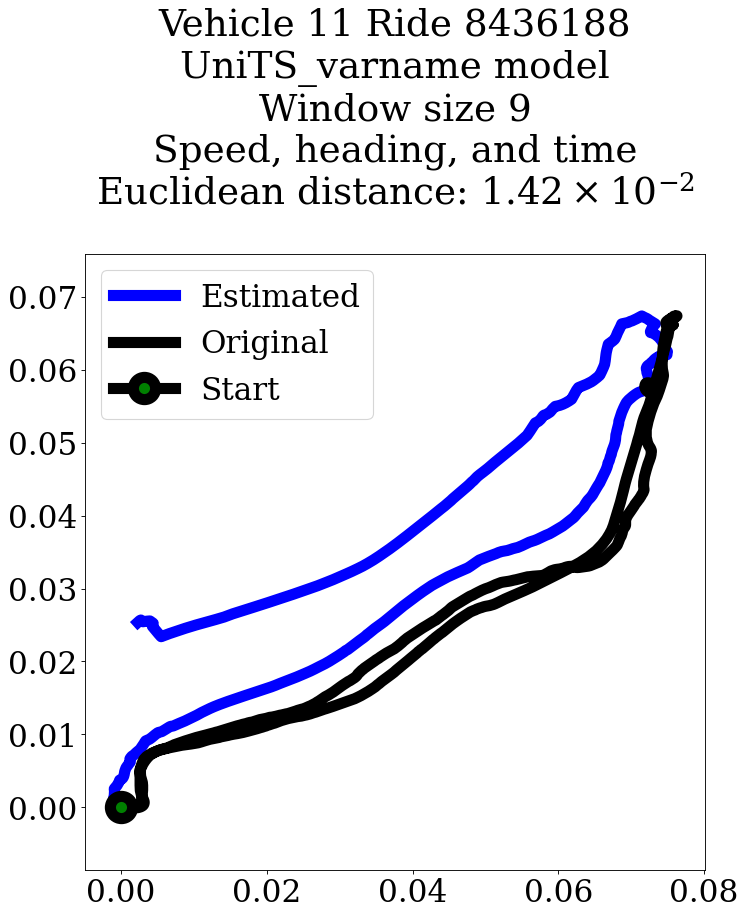 Vehicle 11 Ride 8436188
UniTS_varname model
Window size 9
Speed, heading, and time
Euclidean distance: 1.42 × 10⁻²
Estimated
Original
Start
0.07
0.06
0.05
0.04
0.03
0.02
0.01
0.00
0.00 0.02 0.04 0.06 0.08